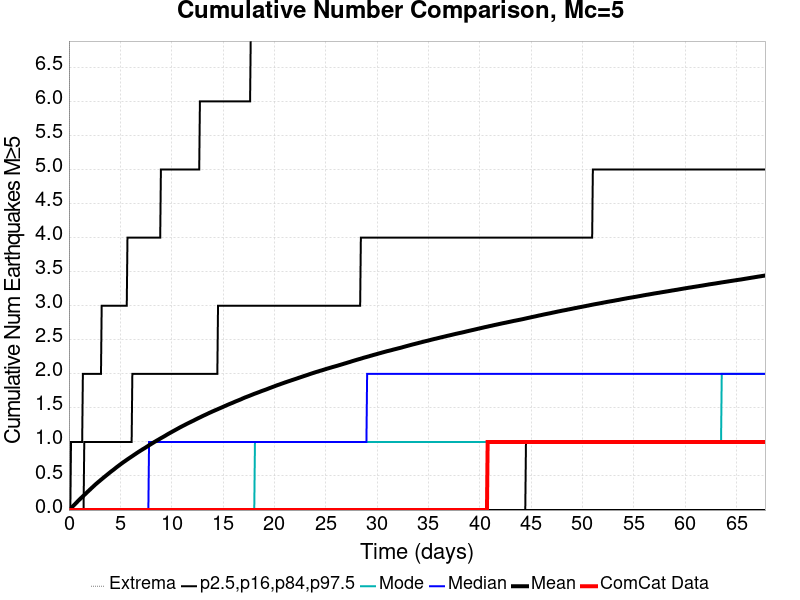 Cumulative Number Comparison, Mc=5
Cumulative Num Earthquakes M≥5
6.5
6.0
5.5
5.0
4.5
4.0
3.5
3.0
2.5
2.0
1.5
1.0
0.5
0.0
0 5 10 15 20 25 30 35 40 45 50 55 60 65
Time (days)
Extrema p2.5,p16,p84,p97.5 Mode Median Mean ComCat Data